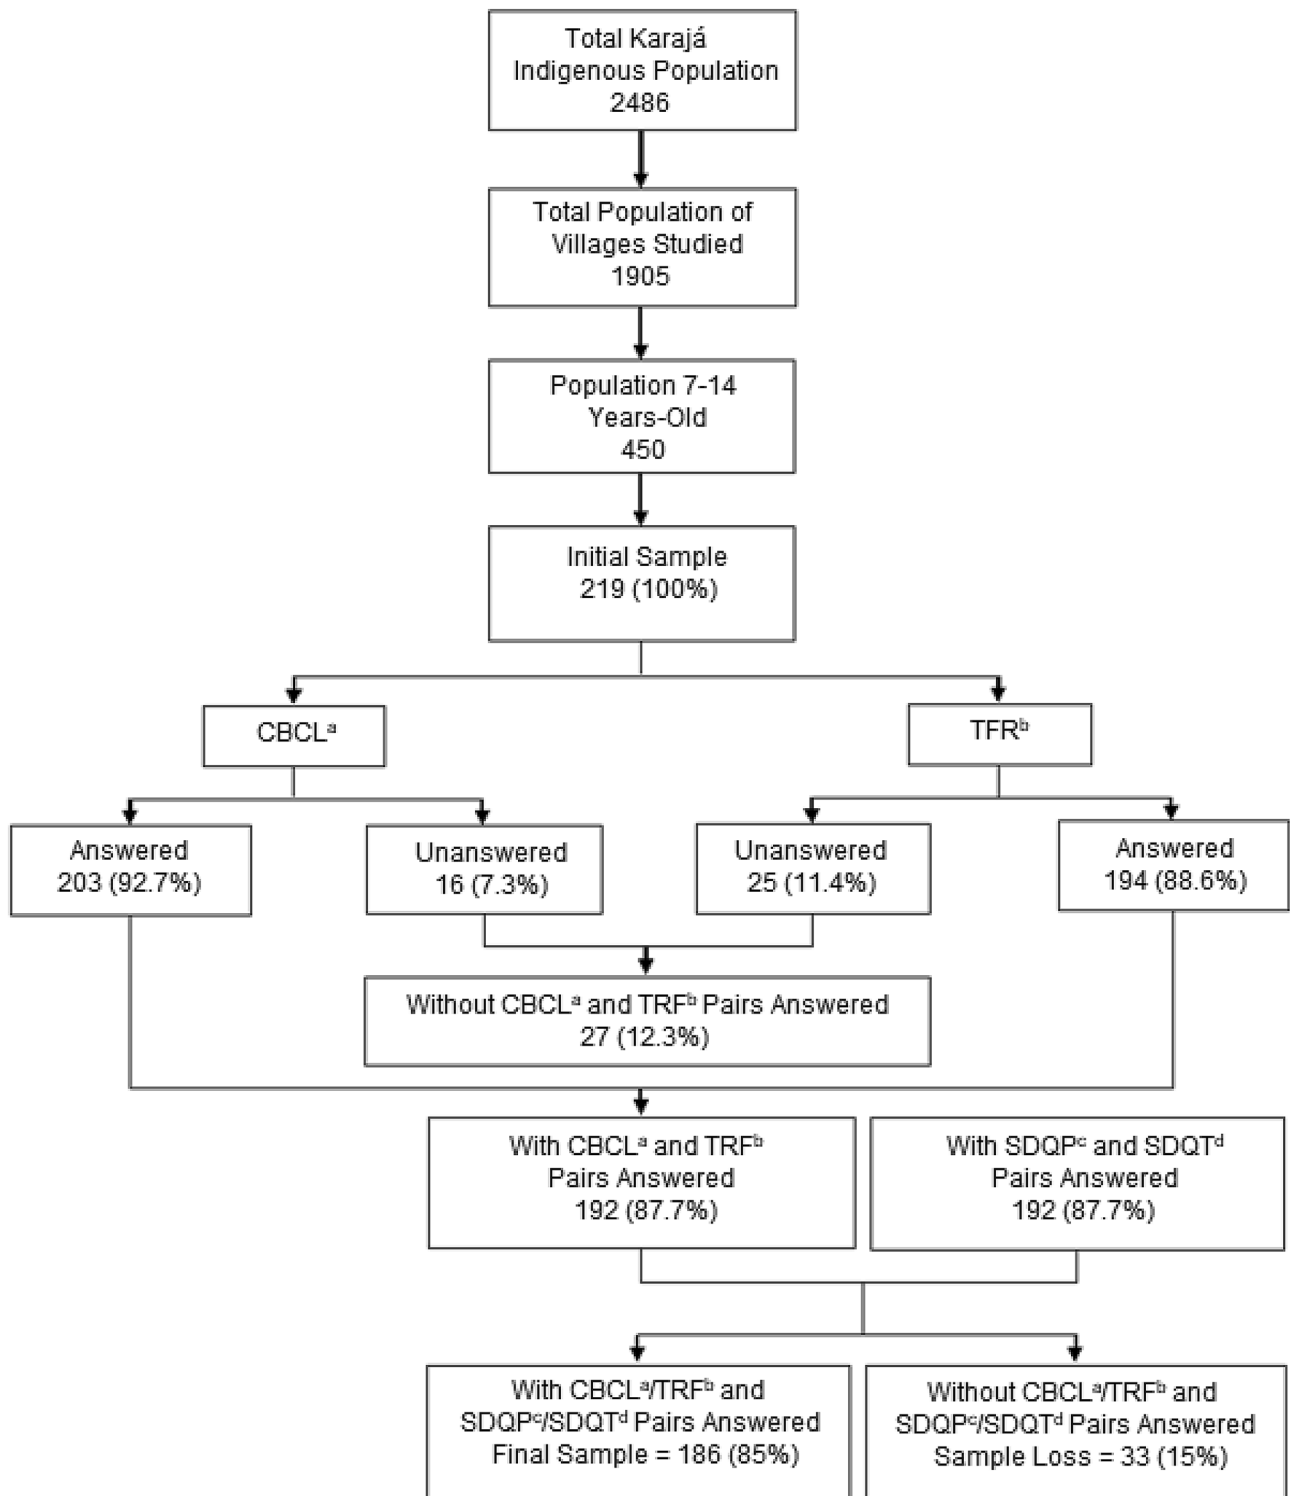 Total Karajá
Indigenous Population
2486
Total Population of
Villages Studied
1905
Population 7-14
Years-Old
450
Initial Sample
219 (100%)
CBCLᵃ
TFRᵇ
Answered
203 (92.7%)
Unanswered
16 (7.3%)
Unanswered
25 (11.4%)
Answered
194 (88.6%)
Without CBCLᵃ and TRFᵇ Pairs Answered
27 (12.3%)
With CBCLᵃ and TRFᵇ
Pairs Answered
192 (87.7%)
With SDQPᶜ and SDQTᵈ
Pairs Answered
192 (87.7%)
With CBCLᵃ/TRFᵇ and
SDQPᶜ/SDQTᵈ Pairs Answered
Final Sample = 186 (85%)
Without CBCLᵃ/TRFᵇ and
SDQPᶜ/SDQTᵈ Pairs Answered
Sample Loss = 33 (15%)